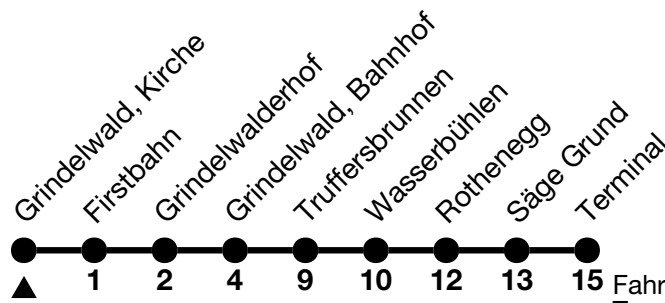 Grindelwald, Kirche
Firstbahn
Grindelwalderhof
Grindelwald, Bahnhof
Truffersbrunnen
Wasserbühlen
Rothenegg
Säge Grund
Terminal
1 2 4 9 10 12 13 15 Fahr